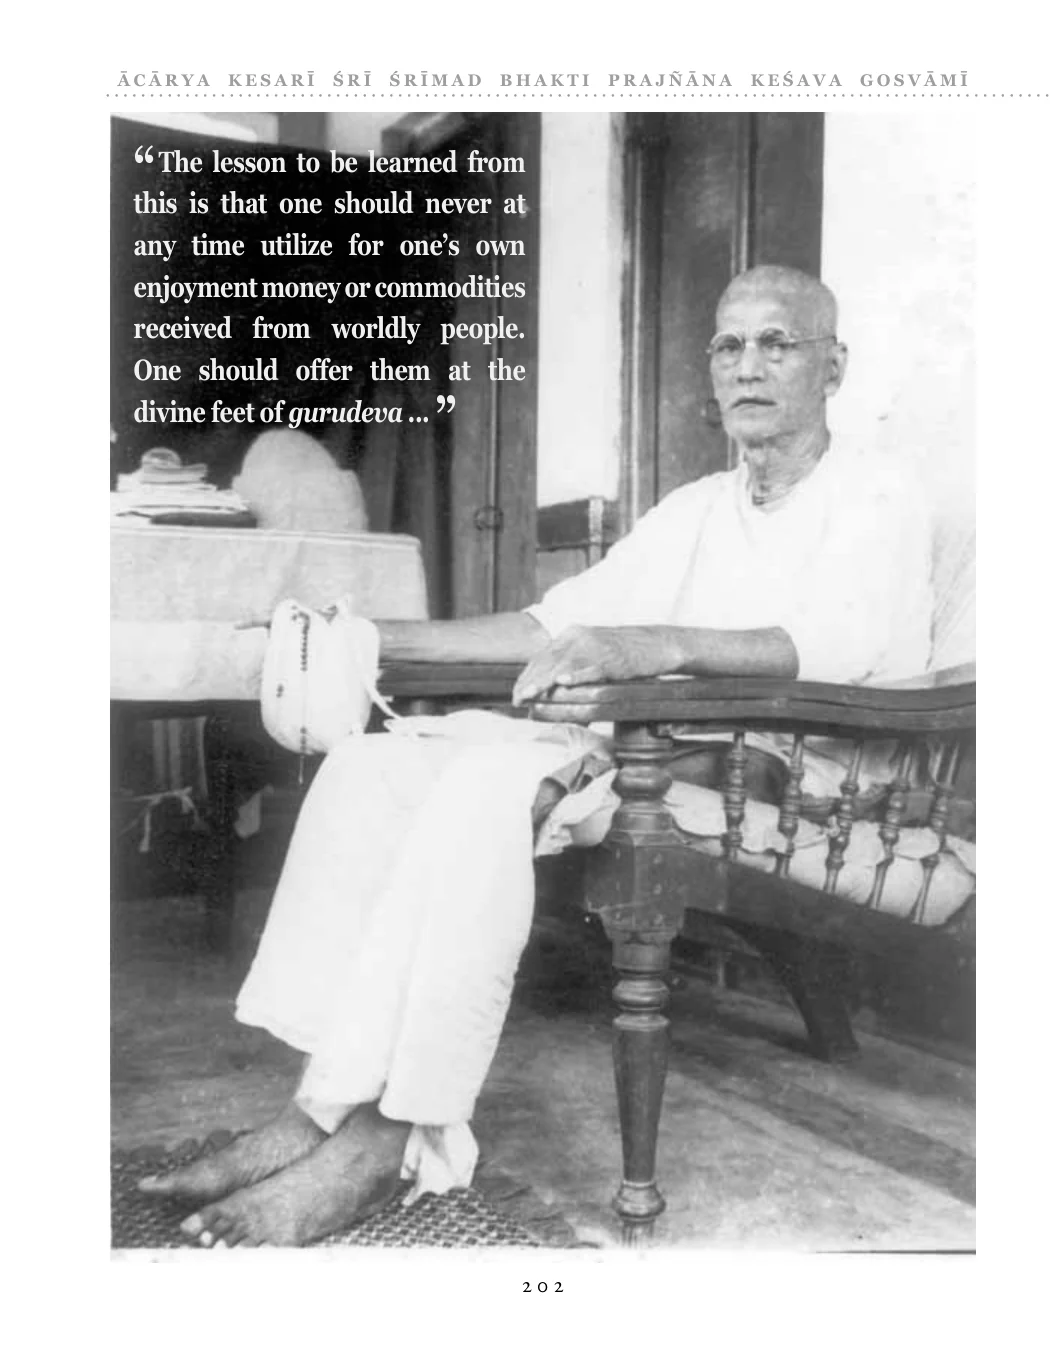 ĀCĀRYA KESARĪ ŚRĪ ŚRĪMAD BHAKTI PRAJÑĀNA KEŚAVA GOSVĀMĪ
“The lesson to be learned from
this is that one should never at
any time utilize for one’s own
enjoyment money or commodities
received from worldly people.
One should offer them at the
divine feet of gurudeva ... ”
202